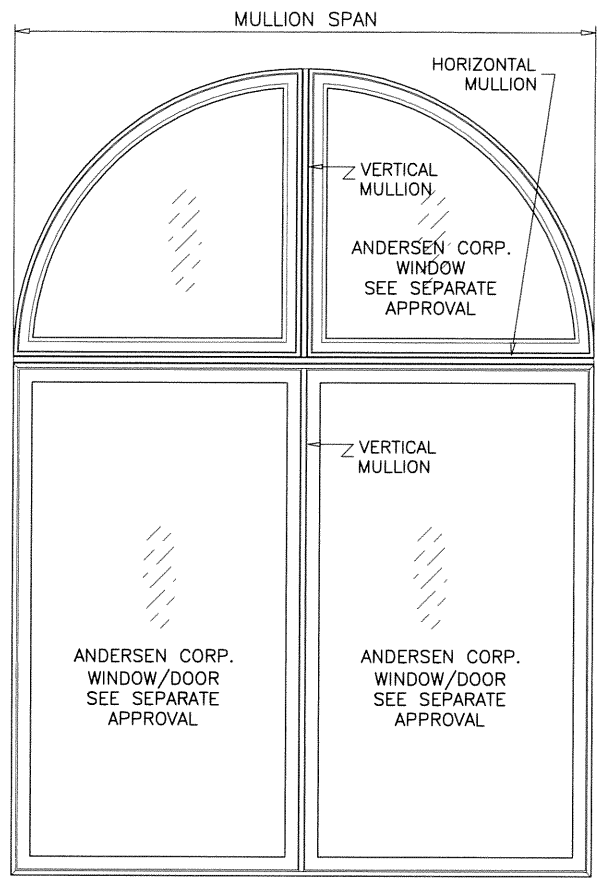 MULLION SPAN
HORIZONTAL
MULLION
VERTICAL
MULLION
ANDERSEN CORP.
WINDOW
SEE SEPARATE
APPROVAL
VERTICAL
MULLION
ANDERSEN CORP.
WINDOW/DOOR
SEE SEPARATE
APPROVAL
ANDERSEN CORP.
WINDOW/DOOR
SEE SEPARATE
APPROVAL